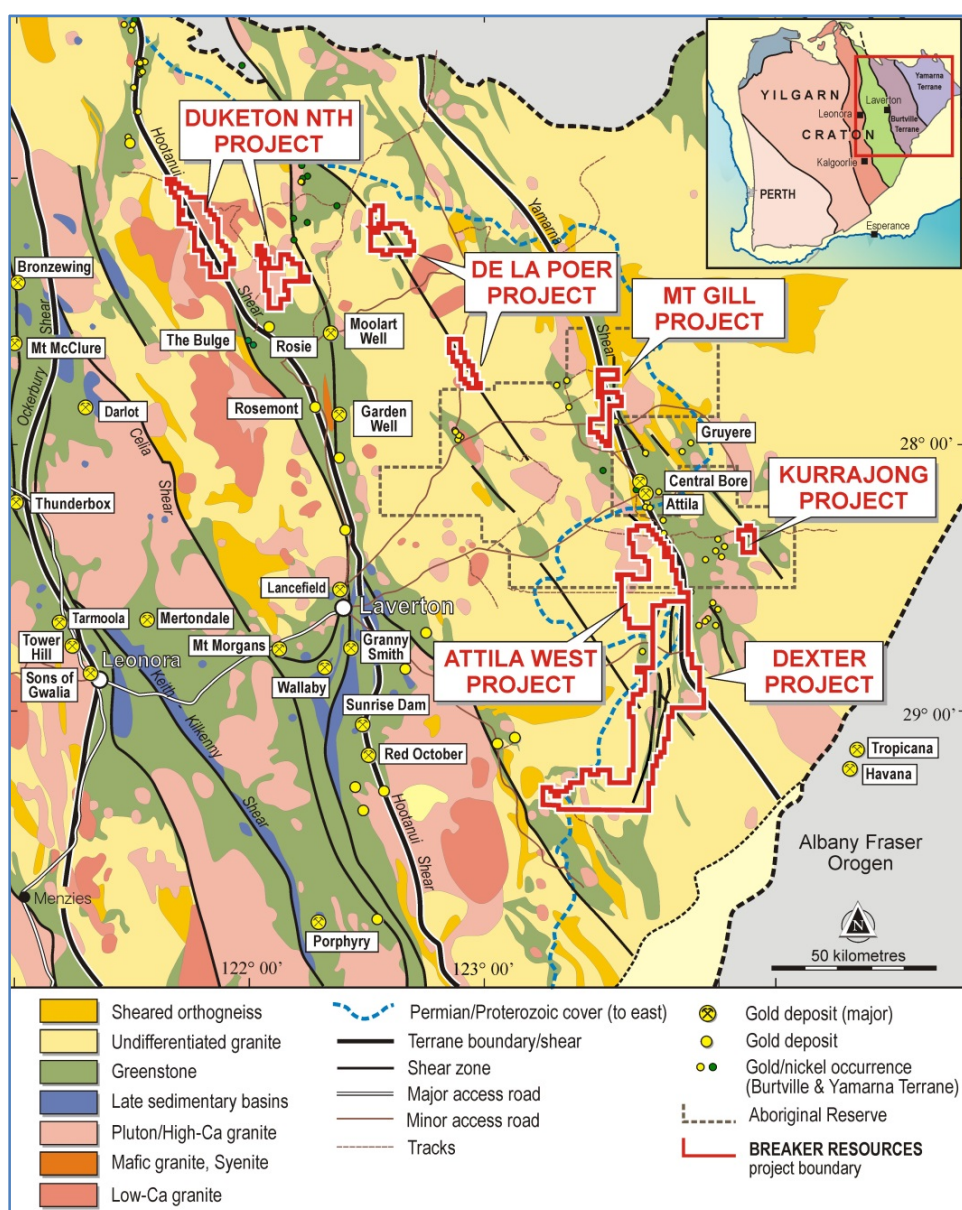 DUKETON NTH
PROJECT
Hootanui
Shear
YILGARN
CRATON
Leonora
Laverton
Kalgoorlie
PERTH
Esperance
Yamarna
Terrane
Burtville
Terrane
Yamarna
Shear
DE LA POER
PROJECT
MT GILL
PROJECT
Bronzewing
Shear
Mt McClure
Ockerbury
Darlot
Celia
Shear
Thunderbox
The Bulge
Rosie
Moolart
Well
Rosemont
Garden
Well
Gruyere
28° 00'
Central Bore
Attila
KURRAJONG
PROJECT
Lancefield
Laverton
Tarmoola
Mertondale
Tower
Hill
Leonora
Sons of
Gwalia
Mt Morgans
Granny
Smith
Wallaby
Keith - Kilkenny
Shear
ATTILA WEST
PROJECT
DEXTER
PROJECT
29° 00'
Sunrise Dam
Red October
Tropicana
Havana
Hootanui
Shear
Albany Fraser
Orogen
Menzies
Porphyry
N
50 kilometres
122° 00'
123° 00'
Sheared orthogneiss
Undifferentiated granite
Greenstone
Late sedimentary basins
Pluton/High-Ca granite
Mafic granite, Syenite
Low-Ca granite
Permian/Proterozoic cover (to east)
Terrane boundary/shear
Shear zone
Major access road
Minor access road
Tracks
Gold deposit (major)
Gold deposit
Gold/nickel occurrence
(Burtville & Yamarna Terrane)
Aboriginal Reserve
BREAKER RESOURCES
project boundary